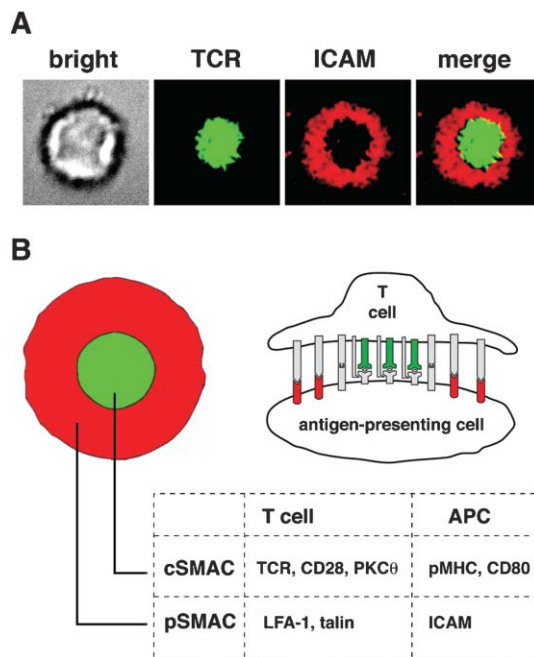 A
bright TCR ICAM merge
B
T
cell
antigen-presenting cell
T cell APC
cSMAC TCR, CD28, PKCθ pMHC, CD80
pSMAC LFA-1, talin ICAM